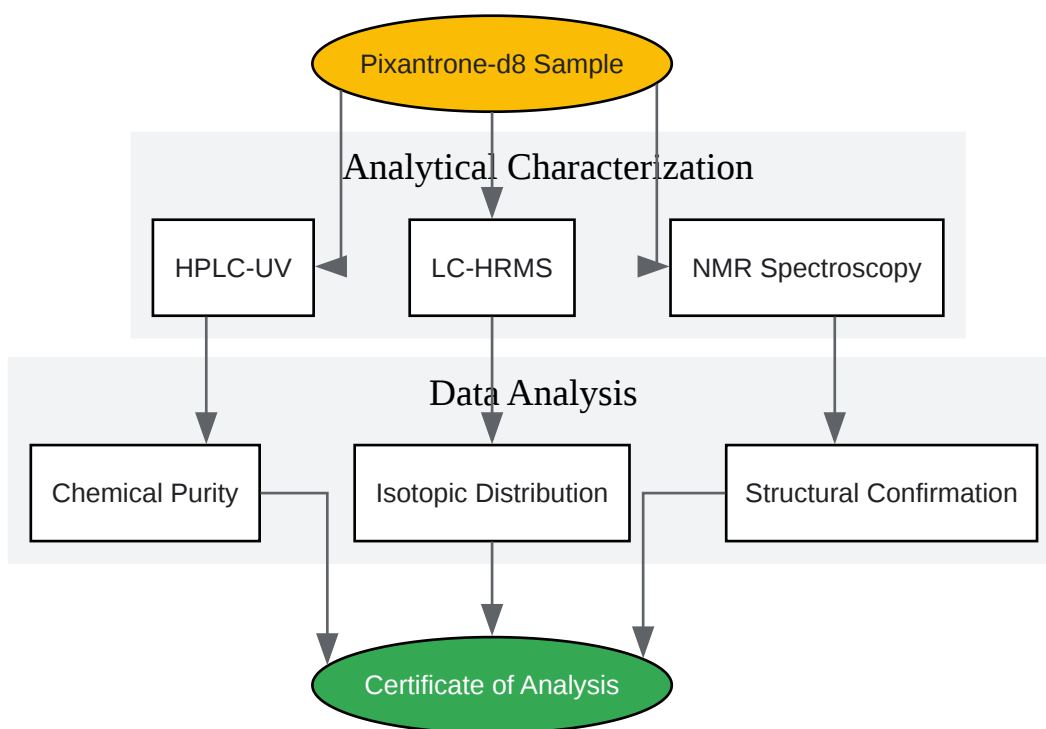 Pixantrone-d8 Sample
Analytical Characterization
HPLC-UV
LC-HRMS
NMR Spectroscopy
Data Analysis
Chemical Purity
Isotopic Distribution
Structural Confirmation
Certificate of Analysis